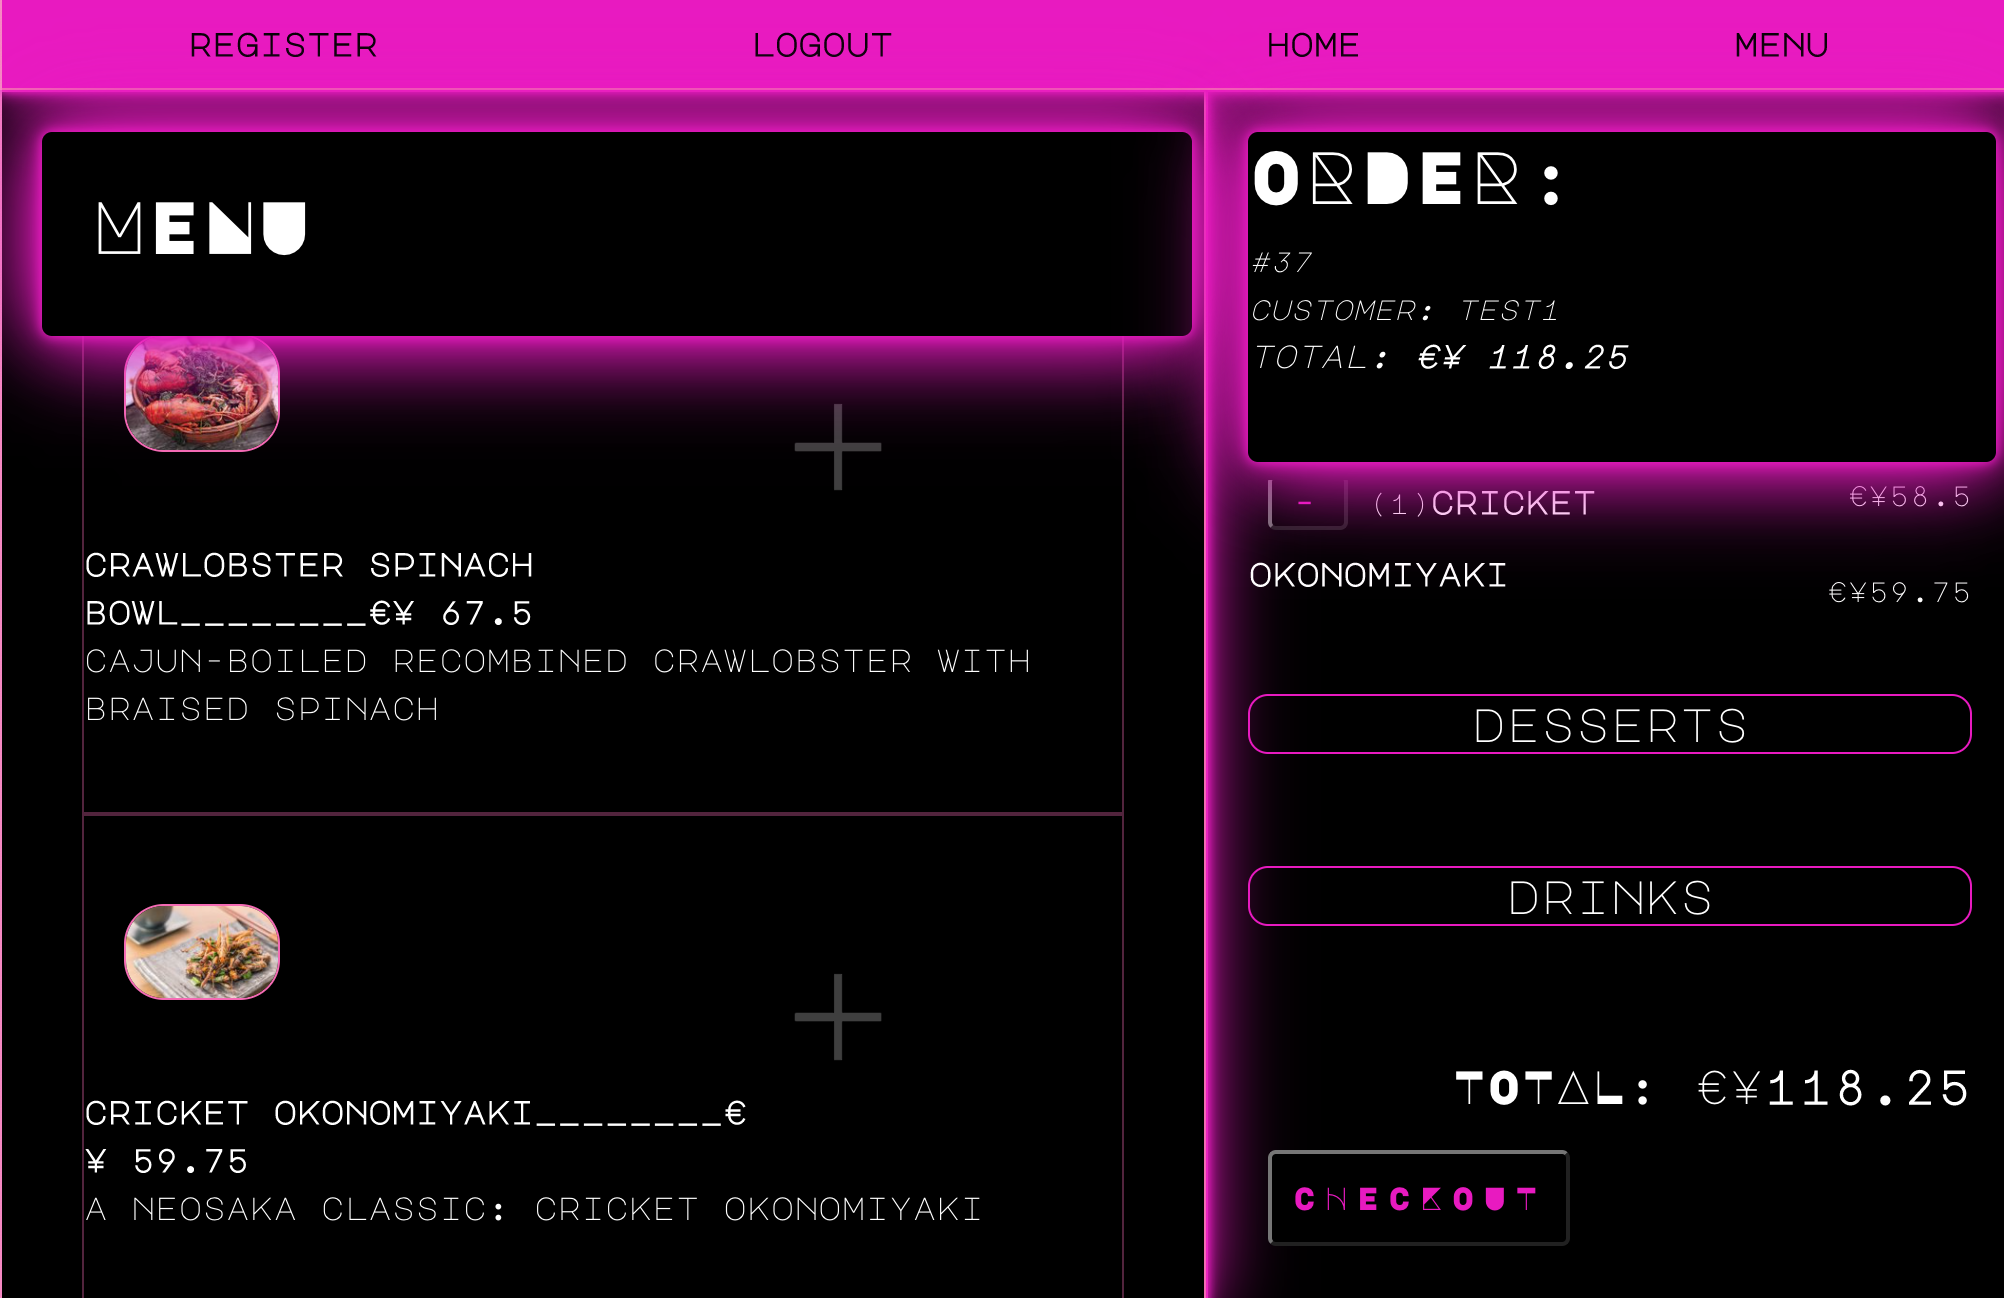 REGISTER LOGOUT HOME MENU
MENU
CRAWLOBSTER SPINACH
BOWL________€¥ 67.5
CAJUN-BOILED RECOMBINED CRAWLOBSTER WITH
BRAISED SPINACH
CRICKET OKONOMIYAKI________€
¥ 59.75
A NEOSAKA CLASSIC: CRICKET OKONOMIYAKI
ORDER:
#37
CUSTOMER: TEST1
TOTAL: €¥ 118.25
- (1)CRICKET €¥58.5
OKONOMIYAKI €¥59.75
DESSERTS
DRINKS
TOTAL: €¥118.25
CHECKOUT